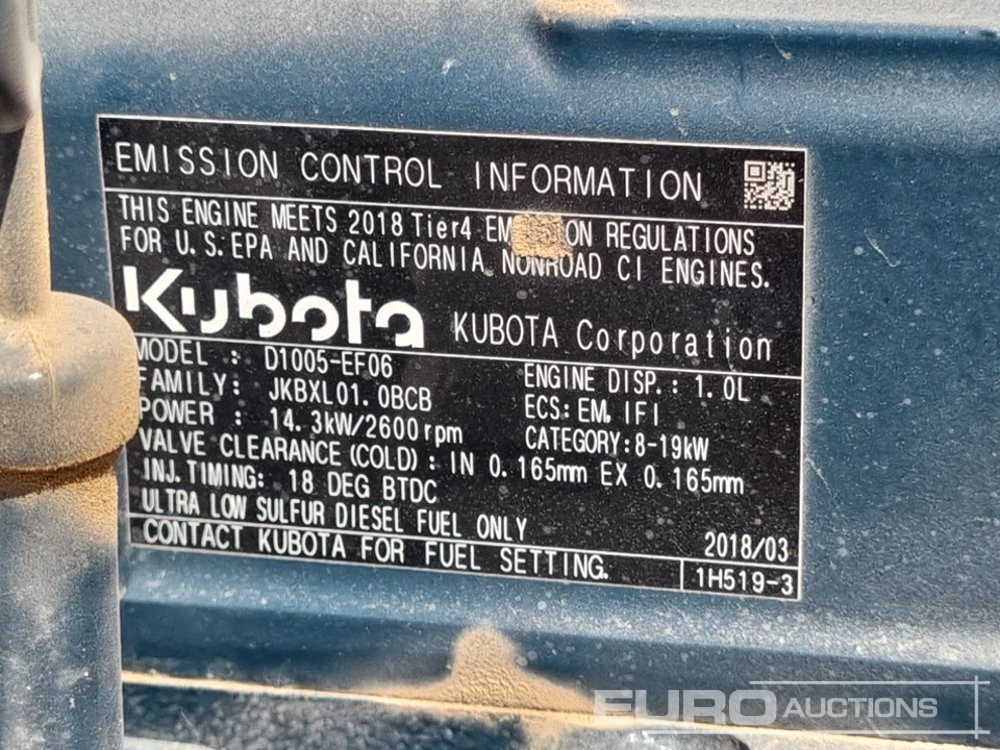 EMISSION CONTROL INFORMATION
THIS ENGINE MEETS 2018 Tier4 REGULATIONS
FOR U.S.EPA AND CALIFORNIA NONROAD CI ENGINES.
Kubota KUBOTA Corporation
MODEL : D1005-EF06 ENGINE DISP.: 1.0L
FAMILY: JKBXL01.0BCB ECS:EM,IFI
POWER : 14.3kW/2600rpm CATEGORY:8-19kW
VALVE CLEARANCE(COLD): IN 0.165mm EX 0.165mm
INJ.TIMING: 18 DEG BTDC
ULTRA LOW SULFUR DIESEL FUEL ONLY 2018/03
CONTACT KUBOTA FOR FUEL SETTING. 1H519-3
EURO AUCTIONS